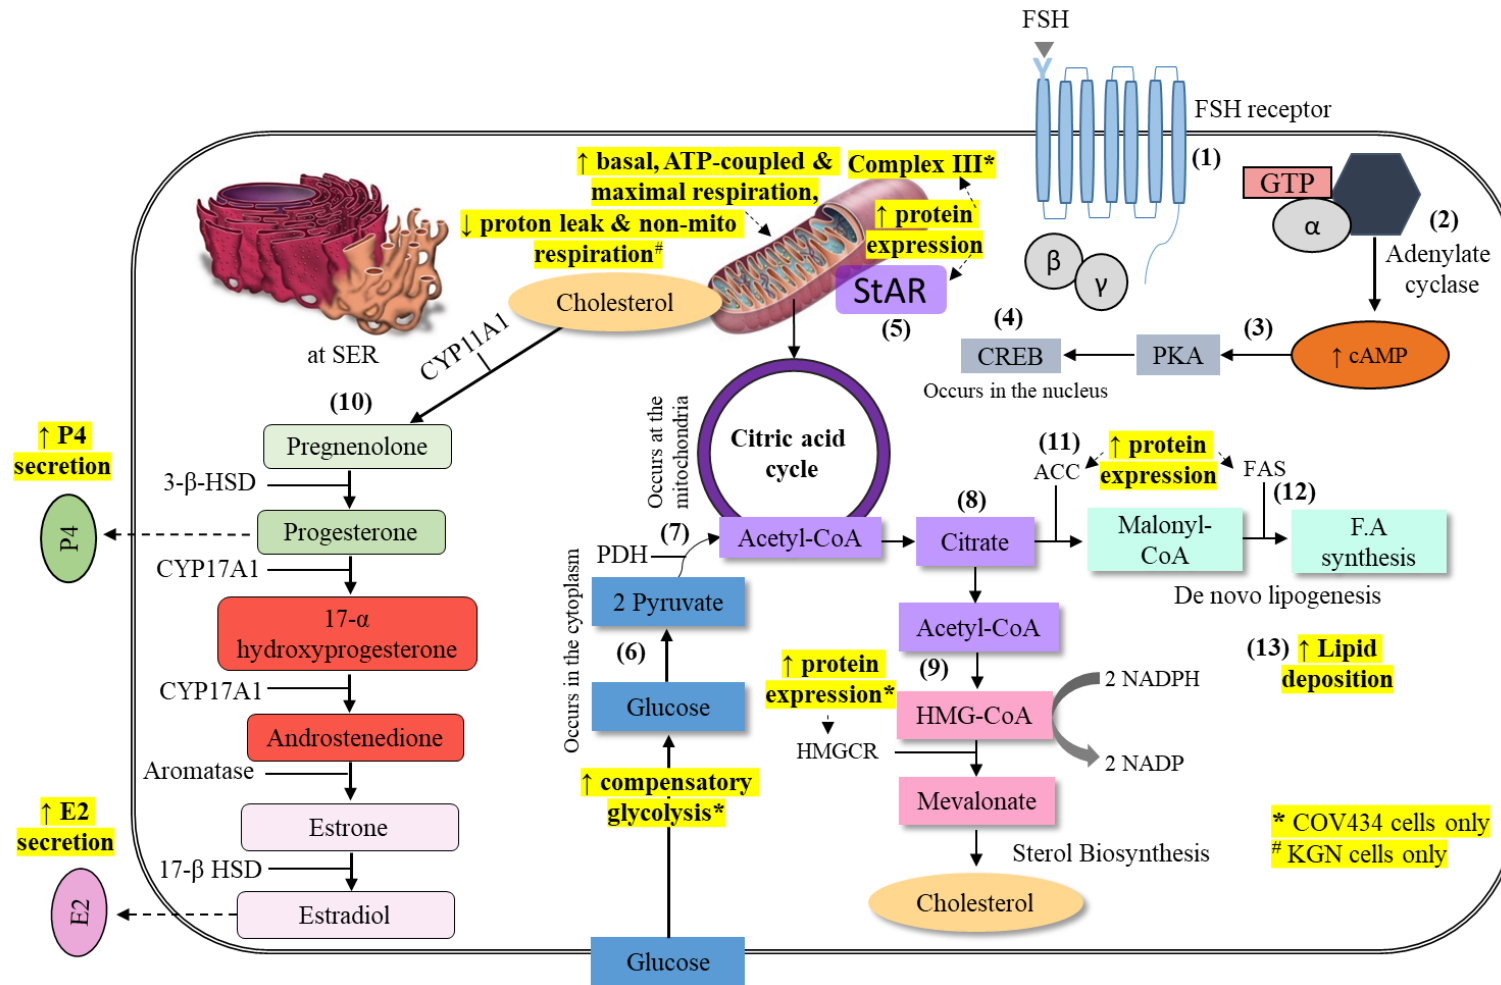 FSH
FSH receptor
(1)
GTP
α
(2)
Adenylate
cyclase
β
γ
↑ basal, ATP-coupled &
maximal respiration,
↓ proton leak & non-mito
respiration#
Complex III*
↑ protein
expression
StAR
(5)
Cholesterol
CYP11A1
at SER
(4)
CREB
Occurs in the nucleus
PKA
(3)
↑ cAMP
(10)
Pregnenolone
3-β-HSD
Progesterone
↑ P4
secretion
P4
CYP17A1
17-α
hydroxyprogesterone
CYP17A1
Androstenedione
Aromatase
Estrone
17-β HSD
Estradiol
↑ E2
secretion
E2
Occurs at the
mitochondria
Citric acid
cycle
(7)
PDH
Acetyl-CoA
(8)
Citrate
(11)
ACC
↑ protein
expression
FAS
(12)
Malonyl-
CoA
F.A
synthesis
De novo lipogenesis
(13) ↑ Lipid
deposition
Occurs in the cytoplasm
2 Pyruvate
(6)
Glucose
↑ compensatory
glycolysis*
Glucose
Acetyl-CoA
(9)
↑ protein
expression*
HMG-CoA
2 NADPH
2 NADP
HMGCR
Mevalonate
Sterol Biosynthesis
Cholesterol
* COV434 cells only
# KGN cells only